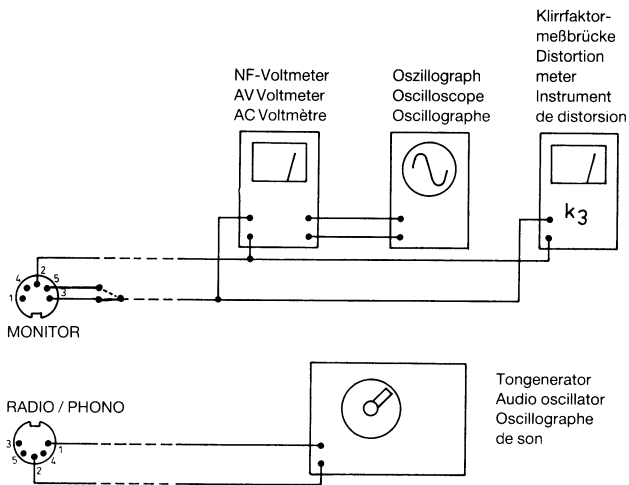 Klirrfaktor-
meßbrücke
Distortion
meter
Instrument
de distorsion
NF-Voltmeter
AV Voltmeter
AC Voltmètre
Oszillograph
Oscilloscope
Oscillographe
k3
2
4
5
1
3
MONITOR
RADIO / PHONO
3
1
5
4
2
Tongenerator
Audio oscillator
Oscillographe
de son